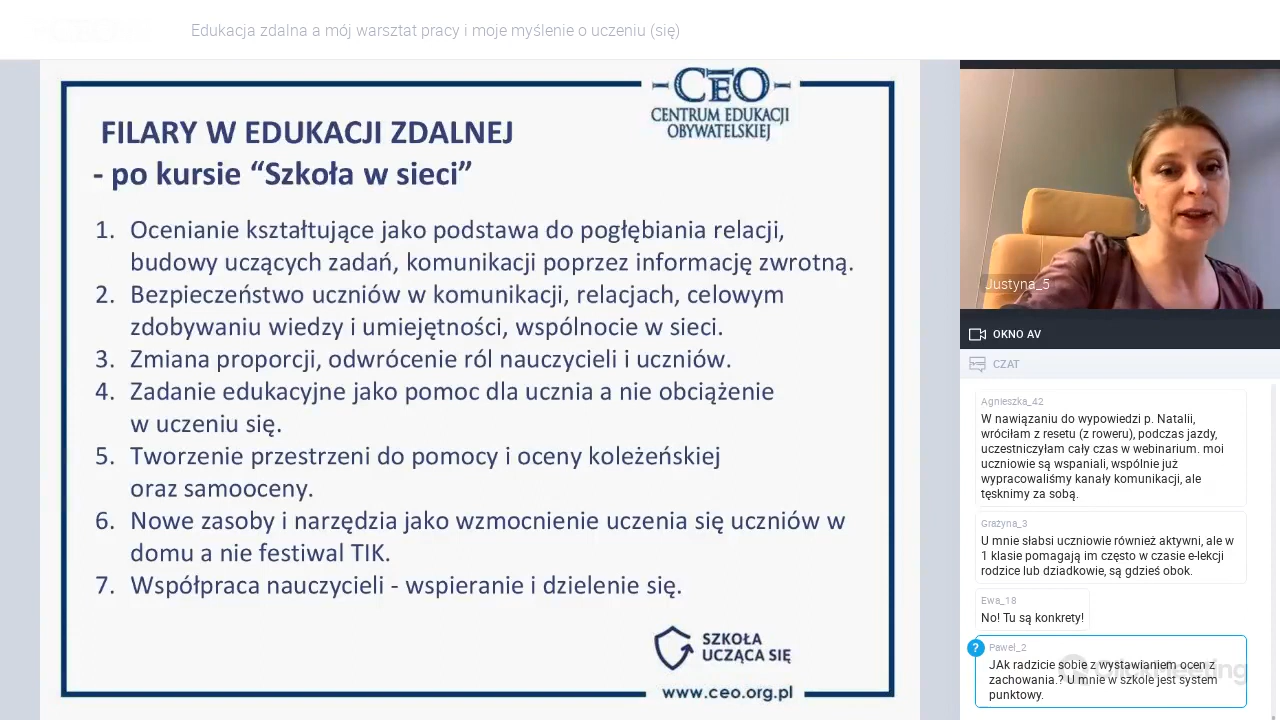 Edukacja zdalna a mój warsztat pracy i moje myślenie o uczeniu (się)
CEO
CENTRUM EDUKACJI
OBYWATELSKIEJ
FILARY W EDUKACJI ZDALNEJ
- po kursie “Szkoła w sieci”
1. Ocenianie kształtujące jako podstawa do pogłębiania relacji,
budowy uczących zadań, komunikacji poprzez informację zwrotną.
2. Bezpieczeństwo uczniów w komunikacji, relacjach, celowym
zdobywaniu wiedzy i umiejętności, wspólnocie w sieci.
3. Zmiana proporcji, odwrócenie ról nauczycieli i uczniów.
4. Zadanie edukacyjne jako pomoc dla ucznia a nie obciążenie
w uczeniu się.
5. Tworzenie przestrzeni do pomocy i oceny koleżeńskiej
oraz samooceny.
6. Nowe zasoby i narzędzia jako wzmocnienie uczenia się uczniów w
domu a nie festiwal TIK.
7. Współpraca nauczycieli - wspieranie i dzielenie się.
SZKOŁA
UCZĄCA SIĘ
www.ceo.org.pl
Justyna_5
OKNO AV
CZAT
Agnieszka_42
W nawiązaniu do wypowiedzi p. Natalii,
wróciłam z resetu (z roweru), podczas jazdy,
uczestniczyłam cały czas w webinarium. moi
uczniowie są wspaniali, wspólnie już
wypracowaliśmy kanały komunikacji, ale
tęsknimy za sobą.
Grażyna_3
U mnie słabsi uczniowie również aktywni, ale w
1 klasie pomagają im często w czasie e-lekcji
rodzice lub dziadkowie, są gdzieś obok.
Ewa_18
No! Tu są konkrety!
?
Paweł_2
JAk radzicie sobie z wystawianiem ocen z
zachowania.? U mnie w szkole jest system
punktowy.